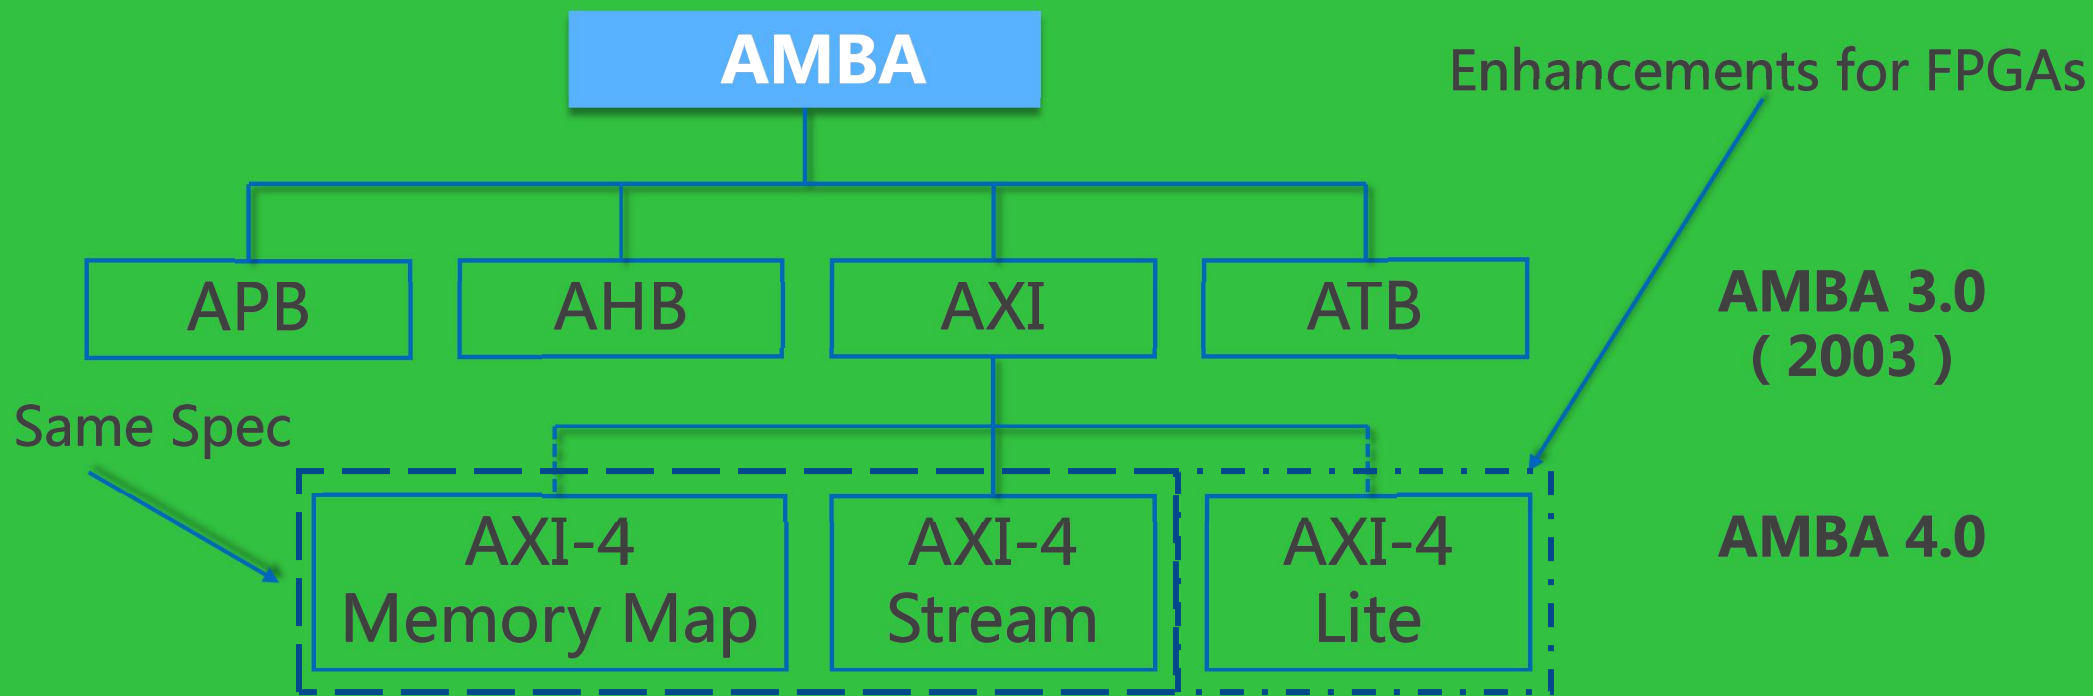 AMBA
Enhancements for FPGAs
APB
AHB
AXI
ATB
AMBA 3.0
( 2003 )
Same Spec
AXI-4
Memory Map
AXI-4
Stream
AXI-4
Lite
AMBA 4.0